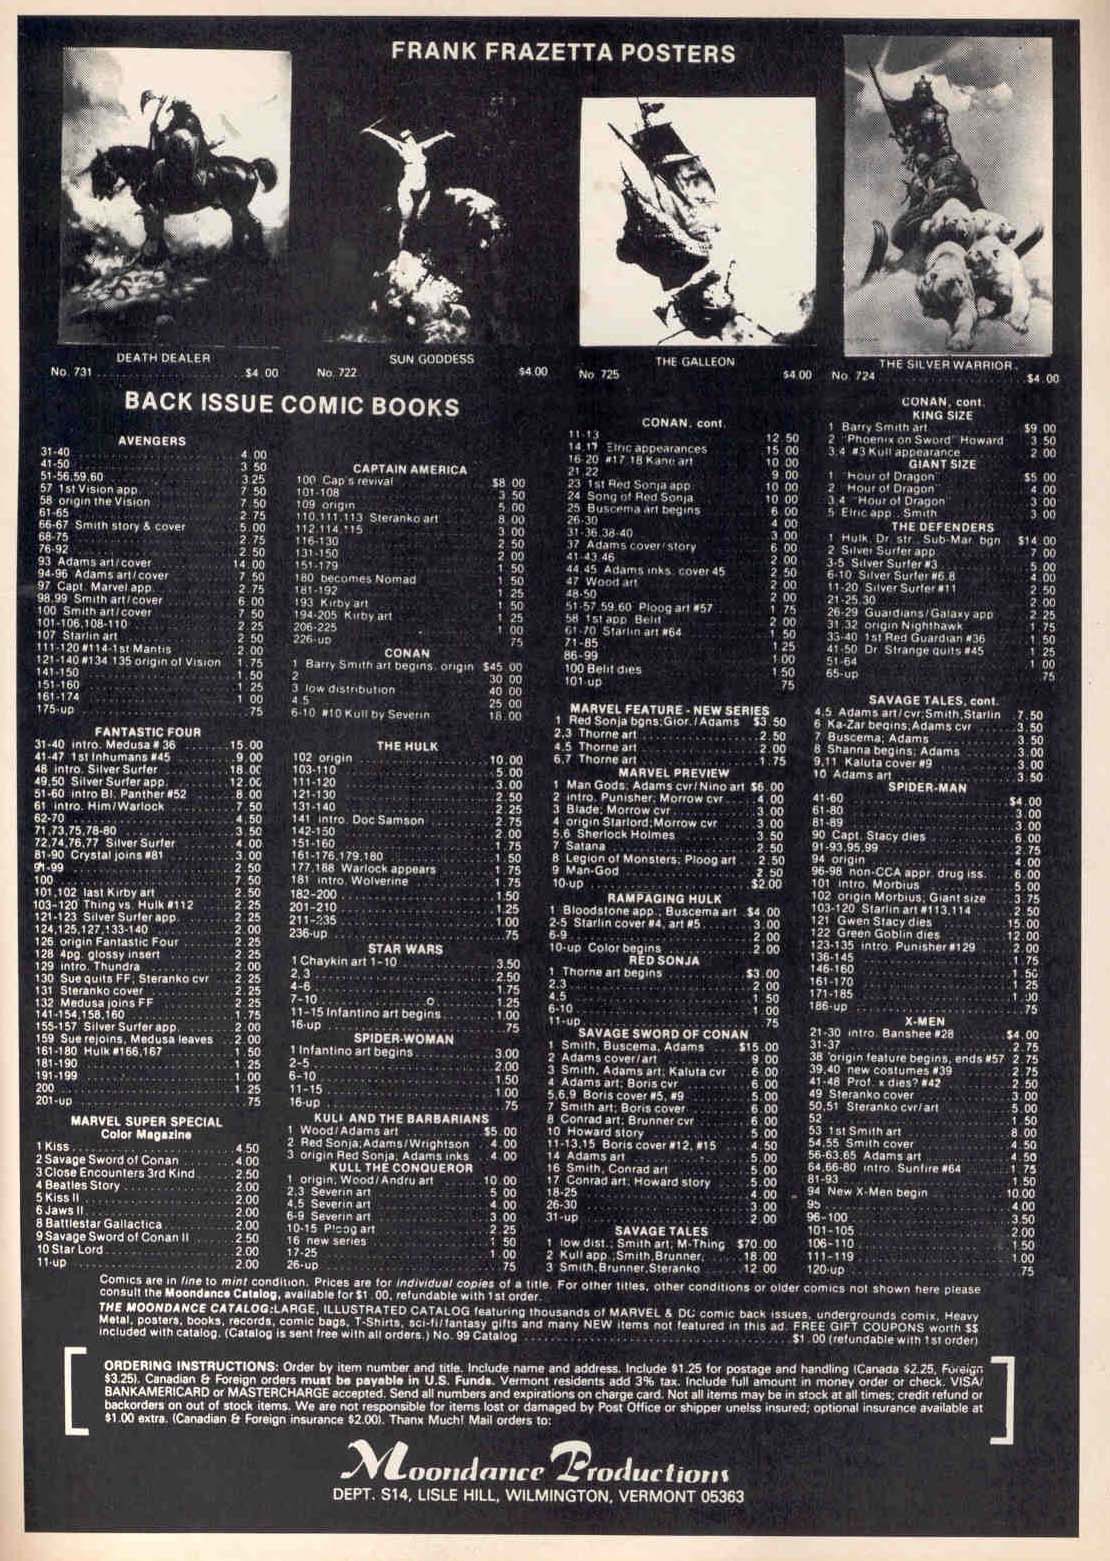 FRANK FRAZETTA POSTERS
DEATH DEALER
No. 731 $4 00
SUN GODDESS
No. 722 $4.00
THE GALLEON
No 725 $4 00
THE SILVER WARRIOR
No. 724 $4 00
BACK ISSUE COMIC BOOKS
AVENGERS
31-40 4 00
41-50 3 50
51-56,59,60 3 25
57 1st Vision app 7 50
58 origin the Vision 7 50
61-65 2 75
66-67 Smith story & cover 5.00
68-75 2 75
76-92 2 50
93 Adams art/cover 14 00
94-96 Adams art/cover 7 50
97 Capt. Marvel app. 2 75
98,99 Smith art/cover 6 00
100 Smith art/cover 7 50
101-106,108-110 2 25
107 Starlin art 2 50
111-120 #114-1st Mantis 2 00
121-140 #134 135 origin of Vision 1 75
141-150 1 50
151-160 1 25
161-174 1 00
175-up .75
FANTASTIC FOUR
31-40 intro. Medusa # 36 15 00
41-47 1st Inhumans #45 9 00
48 intro. Silver Surfer 18 00
49,50 Silver Surfer app. 12 00
51-60 intro Bl. Panther #52 8 00
61 intro. Him/Warlock 7 50
62-70 4 50
71,73,75,78-80 3 50
72,74,76,77 Silver Surfer 4 00
81-90 Crystal joins #81 3 00
91-99 2 50
100 7 50
101,102 last Kirby art 2.50
103-120 Thing vs. Hulk #112 2 25
121-123 Silver Surfer app. 2 25
124,125,127,133-140 2 00
126 origin Fantastic Four 2 25
128 4pg. glossy insert 2 25
129 intro. Thundra 2 00
130 Sue quits FF, Steranko cvr 2 25
131 Steranko cover 2 25
132 Medusa joins FF 2 25
141-154,158,160 1 75
155-157 Silver Surfer app 2 00
159 Sue rejoins, Medusa leaves 2 00
161-180 Hulk #166,167 1 50
181-190 1 25
191-199 1 00
200 1 25
201-up 75
MARVEL SUPER SPECIAL
Color Magazine
1 Kiss 4.50
2 Savage Sword of Conan 4.00
3 Close Encounters 3rd Kind 2.50
4 Beatles Story 2.00
5 Kiss II 2.00
6 Jaws II 2.00
8 Battlestar Gallactica 2.00
9 Savage Sword of Conan II 2.50
10 Star Lord 2.00
11-up 2.00
CAPTAIN AMERICA
100 Cap's revival $8 00
101-108 3 50
109 origin 5 00
110,111,113 Steranko art 8 00
112,114,115 3 00
116-130 2 50
131-150 2 00
151-179 1 50
180 becomes Nomad 1 50
181-192 1 25
193 Kirby art 1 50
194-205 Kirby art 1 25
206-225 1 00
226-up 75
CONAN
1 Barry Smith art begins, origin $45 00
2 30 00
3 low distribution 40 00
4,5 25 00
6-10 #10 Kull by Severin 18.00
THE HULK
102 origin 10.00
103-110 5 00
111-120 3.00
121-130 2 50
131-140 2 25
141 intro. Doc Samson 2 75
142-150 2 00
151-160 1 75
161-176,179,180 1 50
177,188 Warlock appears 1 75
181 intro. Wolverine 1.75
182-200 1.50
201-210 1.25
211-235 1.00
236-up .75
STAR WARS
1 Chaykin art 1-10 3.50
2,3 2.50
4-6 1.75
7-10 1.25
11-15 Infantino art begins 1.00
16-up .75
SPIDER-WOMAN
1 Infantino art begins 3.00
2-5 2.00
6-10 1.50
11-15 1.00
16-up .75
KULL AND THE BARBARIANS
1 Wood/Adams art $5 00
2 Red Sonja; Adams/Wrightson 4 00
3 origin Red Sonja, Adams inks 4 00
KULL THE CONQUEROR
1 origin, Wood/Andru art 10 00
2,3 Severin art 5 00
4,5 Severin art 4 00
6-9 Severin art 3 00
10-15 Ploog art 2 25
16 new series 1 50
17-25 1 00
26-up 75
CONAN, cont.
11-13 12 50
14-17 Elric appearances 15 00
16-20 #17,18 Kane art 10 00
21,22 9 00
23 1st Red Sonja app 10 00
24 Song of Red Sonja 10 00
25 Buscema art begins 6 00
26-30 4 00
31-36,38-40 3 00
37 Adams cover/story 6 00
41-43,46 2 00
44,45 Adams inks, cover 45 2 50
47 Wood art 2 00
48-50 2 00
51-57,59,60 Ploog art #57 1 75
58 1st app Belit 2 00
61-70 Starlin art #64 1 50
71-85 1 25
86-99 1 00
100 Belit dies 1 50
101-up 75
MARVEL FEATURE - NEW SERIES
1 Red Sonja bgns; Gior./Adams $3 50
2,3 Thorne art 2 50
4,5 Thorne art 2 00
6,7 Thorne art 1 75
MARVEL PREVIEW
1 Man Gods, Adams cvr/Nino art $6 00
2 intro. Punisher, Morrow cvr 4 00
3 Blade; Morrow cvr 3 00
4 origin Starlord; Morrow cvr 3 00
5,6 Sherlock Holmes 3 50
7 Satana 2 50
8 Legion of Monsters; Ploog art 2 50
9 Man-God 2 50
10-up $2.00
RAMPAGING HULK
1 Bloodstone app., Buscema art $4 00
2-5 Starlin cover #4, art #5 3 00
6-9 2 00
10-up Color begins 2 00
RED SONJA
1 Thorne art begins $3.00
2,3 2 00
4,5 1 50
6-10 1 00
11-up 75
SAVAGE SWORD OF CONAN
1 Smith, Buscema, Adams $15 00
2 Adams cover/art 9 00
3 Smith, Adams art; Kaluta cvr 6 00
4 Adams art; Boris cvr 6 00
5,6,9 Boris cover #5, #9 5 00
7 Smith art; Boris cover 6 00
8 Conrad art; Brunner cvr 6 00
10 Howard story 5 00
11-13,15 Boris cover #12, #15 4 50
14 Adams art 5 00
16 Smith, Conrad art 5.00
17 Conrad art; Howard story 5 00
18-25 4 00
26-30 3 00
31-up 2 00
SAVAGE TALES
1 low dist.; Smith art; M-Thing $70.00
2 Kull app., Smith, Brunner 18.00
3 Smith, Brunner, Steranko 12 00
CONAN, cont.
KING SIZE
1 Barry Smith art $9 00
2 "Phoenix on Sword" Howard 3 50
3,4 #3 Kull appearance 2 00
GIANT SIZE
1 "Hour of Dragon" $5 00
2 "Hour of Dragon" 4 00
3,4 "Hour of Dragon" 3 00
5 Elric app., Smith 3 00
THE DEFENDERS
1 Hulk, Dr. str., Sub-Mar. bgn $14.00
2 Silver Surfer app 7 00
3-5 Silver Surfer #3 5 00
6-10 Silver Surfer #6,8 4 00
11-20 Silver Surfer #11 2 50
21-25,30 2 00
26-29 Guardians/Galaxy app 2 25
31,32 origin Nighthawk 1 75
33-40 1st Red Guardian #36 1 50
41-50 Dr. Strange quits #45 1 25
51-64 1 00
65-up 75
SAVAGE TALES, cont.
4,5 Adams art/cvr; Smith, Starlin 7.50
6 Ka-Zar begins; Adams cvr 3 50
7 Buscema; Adams 3 50
8 Shanna begins; Adams 3 00
9,11 Kaluta cover #9 3 00
10 Adams art 3 50
SPIDER-MAN
41-60 $4 00
61-80 3 00
81-89 3 00
90 Capt. Stacy dies 6 00
91-93,95,99 2 75
94 origin 4 00
96-98 non-CCA appr. drug iss. 6.00
101 intro. Morbius 5 00
102 origin Morbius, Giant size 3 75
103-120 Starlin art #113,114 2 50
121 Gwen Stacy dies 15 00
122 Green Goblin dies 12 00
123-135 intro. Punisher #129 2 00
136-145 1 75
146-160 1 50
161-170 1 25
171-185 1 00
186-up 75
X-MEN
21-30 intro. Banshee #28 $4 00
31-37 2 75
38 origin feature begins, ends #57 2 75
39,40 new costumes #39 2 75
41-48 Prof. x dies? #42 2 50
49 Steranko cover 3 00
50,51 Steranko cvr/art 5 00
52
53 1st Smith art 8 00
54,55 Smith cover 4 50
56-63,65 Adams art 4 50
64,66-80 intro. Sunfire #64 1 75
81-93 1.50
94 New X-Men begin 10.00
95 4.00
96-100 3.50
101-105 2.00
106-110 1.50
111-119 1.00
120-up .75
Comics are in fine to mint condition. Prices are for individual copies of a title. For other titles, other conditions or older comics not shown here please
consult the Moondance Catalog, available for $1 00, refundable with 1st order.
THE MOONDANCE CATALOG: LARGE, ILLUSTRATED CATALOG featuring thousands of MARVEL & DC comic back issues, undergrounds comix, Heavy
Metal, posters, books, records, comic bags, T-Shirts, sci-fi/fantasy gifts and many NEW items not featured in this ad. FREE GIFT COUPONS worth $$
included with catalog. (Catalog is sent free with all orders.) No. 99 Catalog $1 00 (refundable with 1st order)
ORDERING INSTRUCTIONS: Order by item number and title. Include name and address. Include $1.25 for postage and handling (Canada $2.25, Foreign
$3.25). Canadian & Foreign orders must be payable in U.S. Funds. Vermont residents add 3% tax. Include full amount in money order or check. VISA/
BANKAMERICARD or MASTERCHARGE accepted. Send all numbers and expirations on charge card. Not all items may be in stock at all times; credit refund or
backorders on out of stock items. We are not responsible for items lost or damaged by Post Office or shipper unelss insured; optional insurance available at
$1.00 extra. (Canadian & Foreign insurance $2.00). Thanx Much! Mail orders to:
Moondance Productions
DEPT. S14, LISLE HILL, WILMINGTON, VERMONT 05363